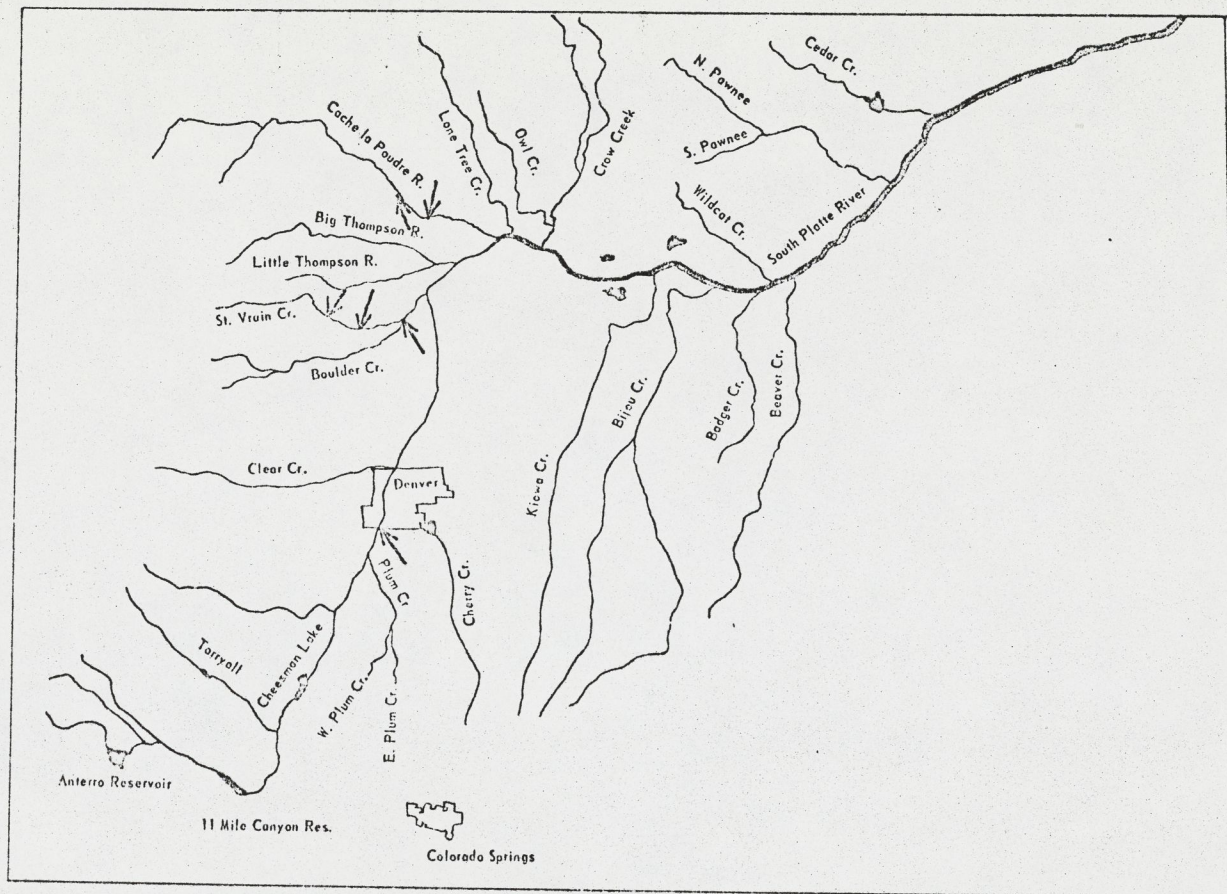 Cedar Cr.
N. Pawnee
S. Pawnee
Cache la Poudre R.
Lone Tree Cr.
Owl Cr.
Crow Creek
Wildcat Cr.
South Platte River
Big Thompson R.
Little Thompson R.
St. Vruin Cr.
Boulder Cr.
Kiowa Cr.
Bijou Cr.
Badger Cr.
Beaver Cr.
Clear Cr.
Denver
Plum Cr
Cherry Cr.
Tarryall
Cheesman Lake
W. Plum Cr.
E. Plum Cr.
Anterro Reservoir
11 Mile Canyon Res.
Colorado Springs